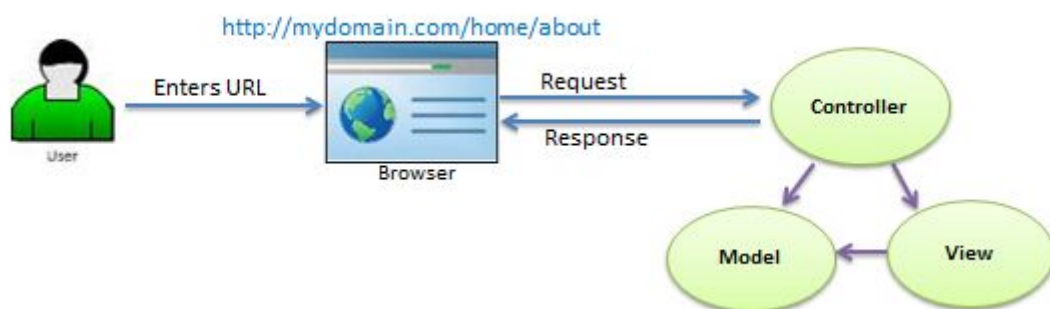 http://mydomain.com/home/about
Enters URL
Request
Controller
Response
User
Browser
Model
View